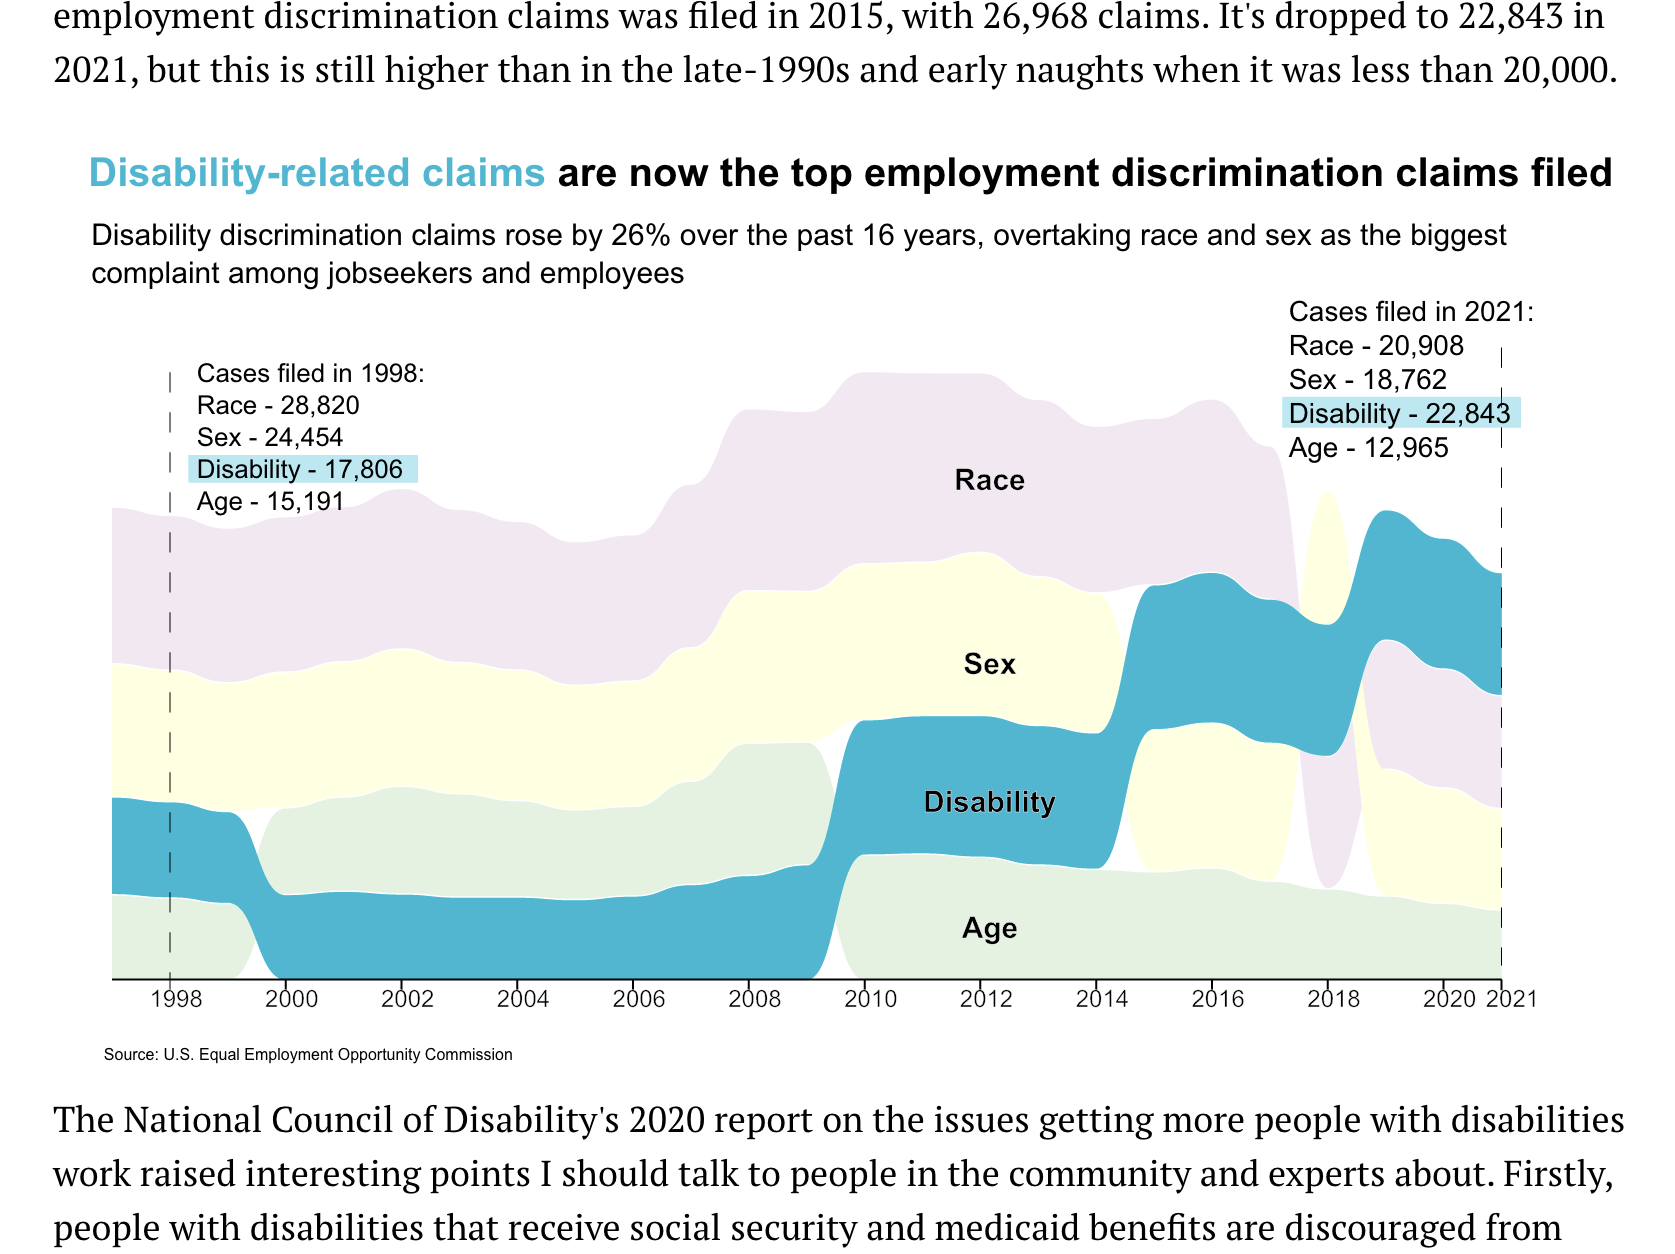 employment discrimination claims was filed in 2015, with 26,968 claims. It's dropped to 22,843 in
2021, but this is still higher than in the late-1990s and early naughts when it was less than 20,000.
Disability-related claims are now the top employment discrimination claims filed
Disability discrimination claims rose by 26% over the past 16 years, overtaking race and sex as the biggest
complaint among jobseekers and employees
Cases filed in 1998:
Race - 28,820
Sex - 24,454
Disability - 17,806
Age - 15,191
Cases filed in 2021:
Race - 20,908
Sex - 18,762
Disability - 22,843
Age - 12,965
Race
Sex
Disability
Age
1998 2000 2002 2004 2006 2008 2010 2012 2014 2016 2018 2020 2021
Source: U.S. Equal Employment Opportunity Commission
The National Council of Disability's 2020 report on the issues getting more people with disabilities
work raised interesting points I should talk to people in the community and experts about. Firstly,
people with disabilities that receive social security and medicaid benefits are discouraged from